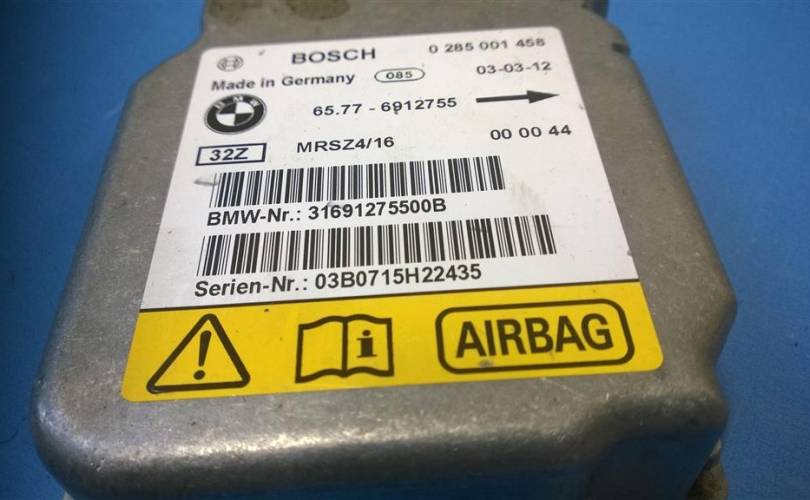 BOSCH 0 285 001 458
Made in Germany 085 03-03-12
BMW 65.77 - 6912755
32Z MRSZ4/16 00 00 44
BMW-Nr.: 31691275500B
Serien-Nr.: 03B0715H22435
! i AIRBAG